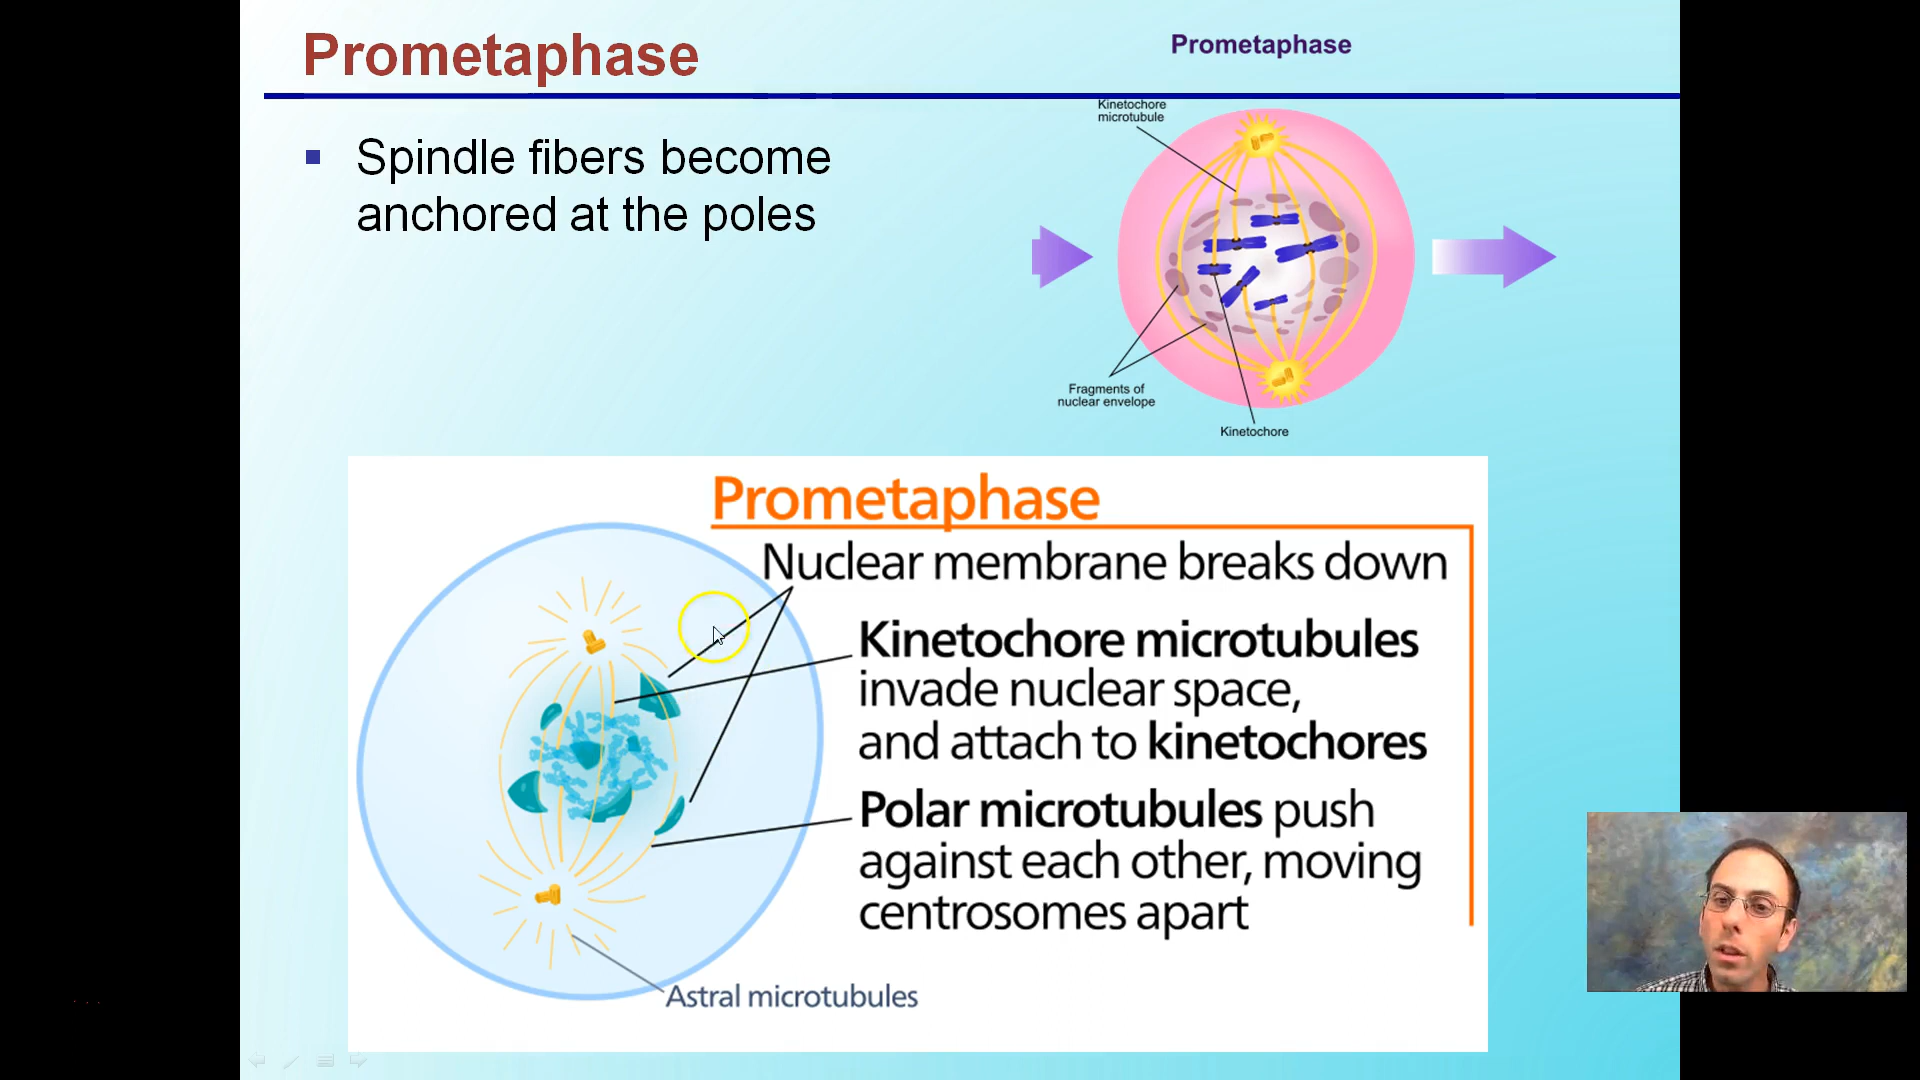 Prometaphase
Prometaphase
Spindle fibers become
anchored at the poles
Kinetochore
microtubule
Fragments of
nuclear envelope
Kinetochore
Prometaphase
Nuclear membrane breaks down
Kinetochore microtubules
invade nuclear space,
and attach to kinetochores
Polar microtubules push
against each other, moving
centrosomes apart
Astral microtubules